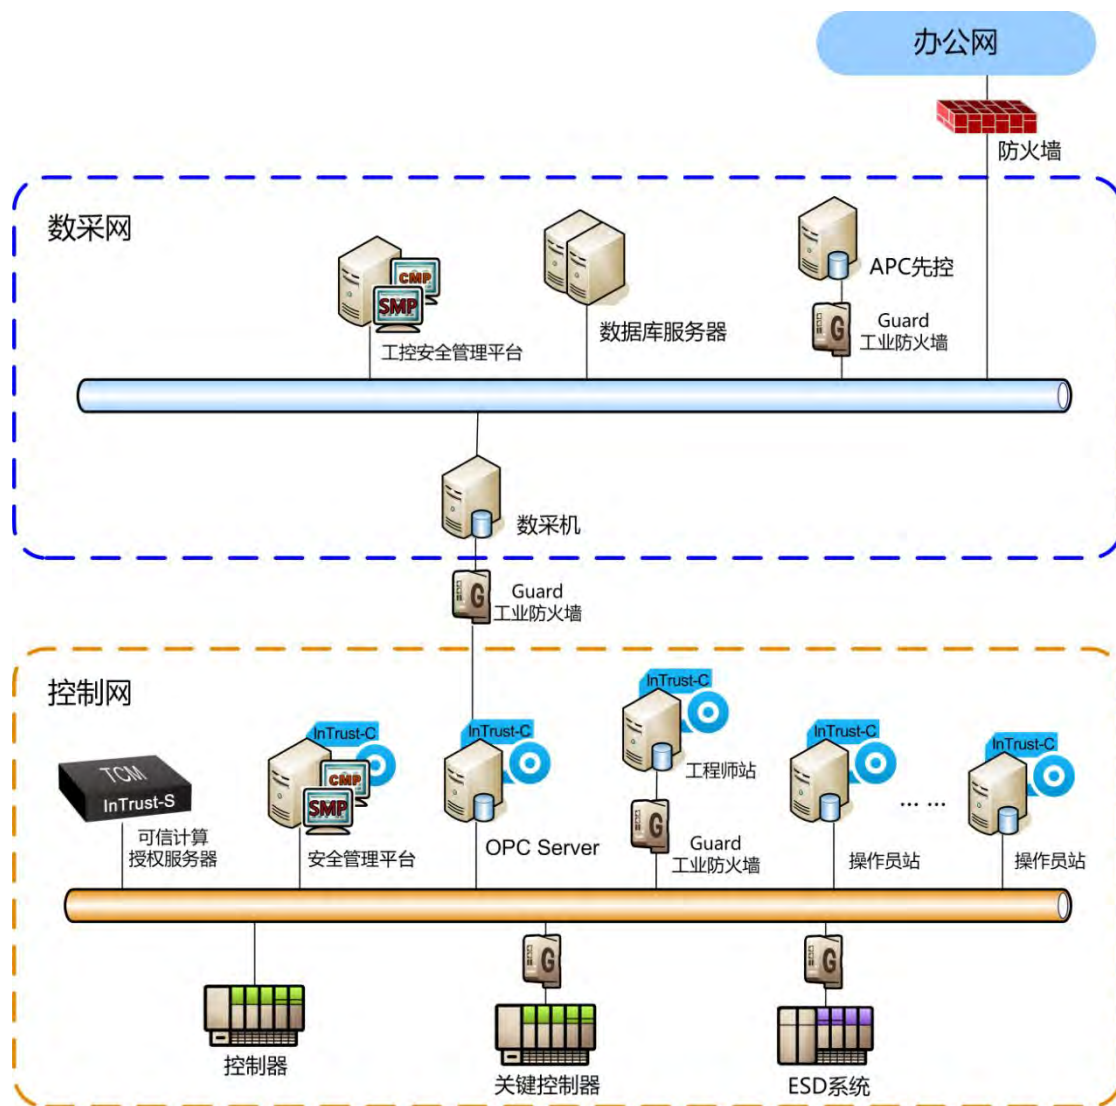 办公网
防火墙
数采网
CMP
SMP
工控安全管理平台
数据库服务器
APC先控
G
Guard
工业防火墙
数采机
G
Guard
工业防火墙
控制网
TCM
InTrust-S
可信计算
授权服务器
InTrust-C
CMP
SMP
安全管理平台
InTrust-C
OPC Server
InTrust-C
工程师站
G
Guard
工业防火墙
InTrust-C
操作员站
... ...
InTrust-C
操作员站
控制器
G
关键控制器
G
ESD系统